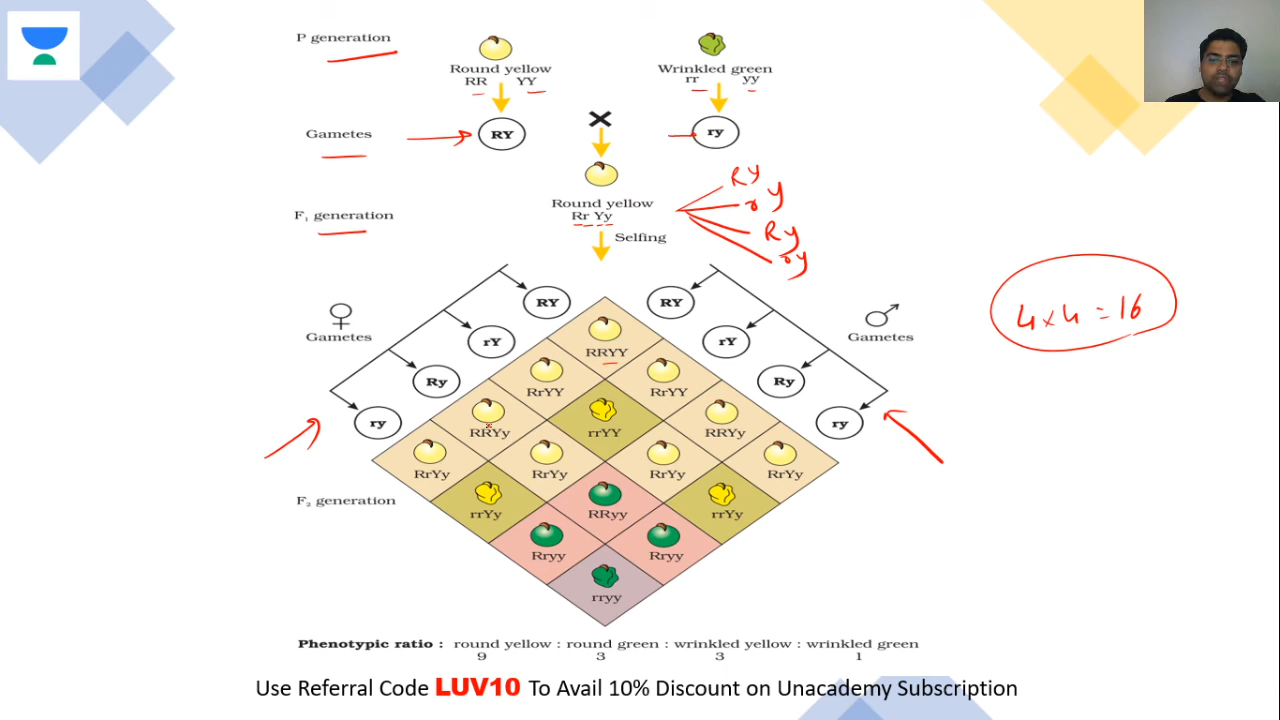 P generation
Round yellow
RR YY
Wrinkled green
rr yy
Gametes
RY
ry
F₁ generation
Round yellow
Rr Yy
Selfing
RY
rY
Ry
ry
4 x 4 = 16
Gametes
RY
rY
Ry
ry
RY
rY
Ry
ry
Gametes
RRYY
RrYY RrYY
RRYy rrYY RRYy
RrYy RrYy RrYy RrYy
F₂ generation
rrYy RRyy rrYy
Rryy Rryy
rryy
Phenotypic ratio : round yellow : round green : wrinkled yellow : wrinkled green
9 3 3 1
Use Referral Code LUV10 To Avail 10% Discount on Unacademy Subscription